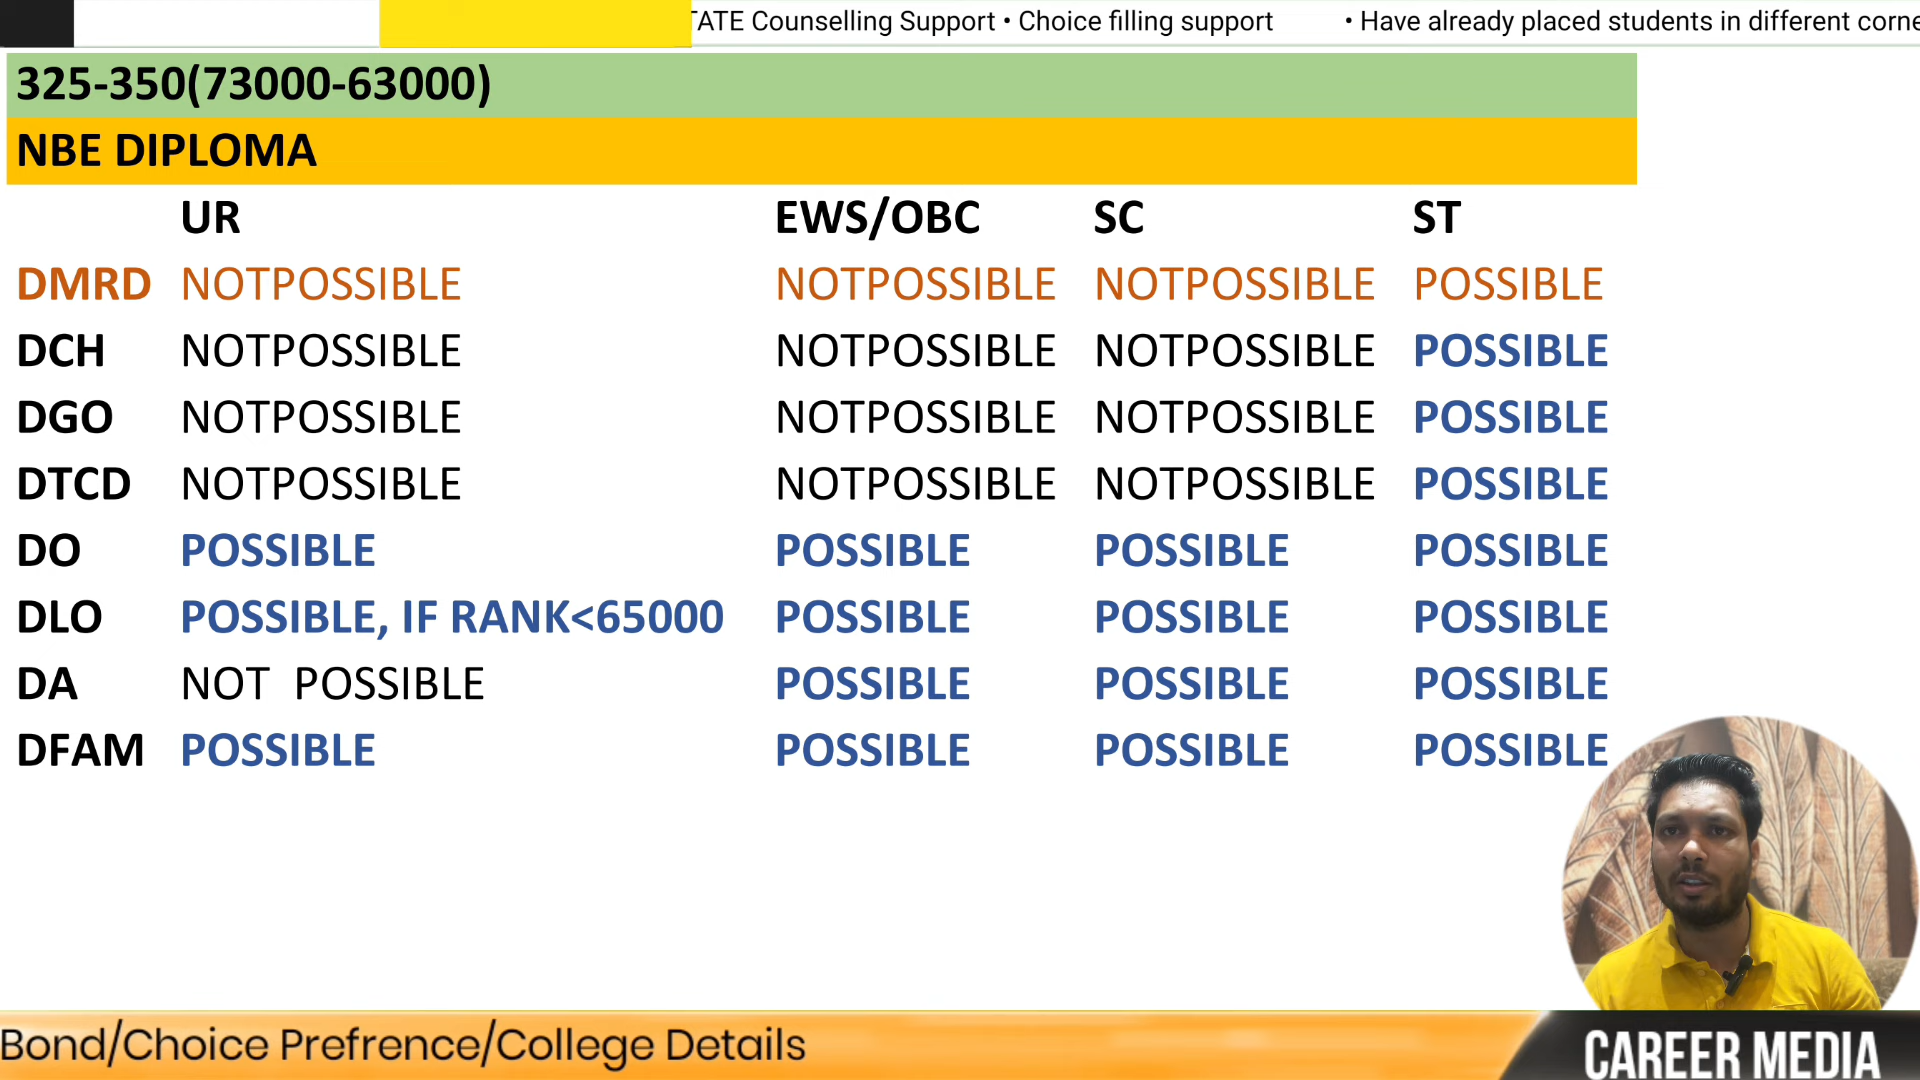 TATE Counselling Support • Choice filling support • Have already placed students in different corne
325-350(73000-63000)
NBE DIPLOMA
UR EWS/OBC SC ST
DMRD NOTPOSSIBLE NOTPOSSIBLE NOTPOSSIBLE POSSIBLE
DCH NOTPOSSIBLE NOTPOSSIBLE NOTPOSSIBLE POSSIBLE
DGO NOTPOSSIBLE NOTPOSSIBLE NOTPOSSIBLE POSSIBLE
DTCD NOTPOSSIBLE NOTPOSSIBLE NOTPOSSIBLE POSSIBLE
DO POSSIBLE POSSIBLE POSSIBLE POSSIBLE
DLO POSSIBLE, IF RANK<65000 POSSIBLE POSSIBLE POSSIBLE
DA NOT POSSIBLE POSSIBLE POSSIBLE POSSIBLE
DFAM POSSIBLE POSSIBLE POSSIBLE POSSIBLE
Bond/Choice Prefrence/College Details
CAREER MEDIA